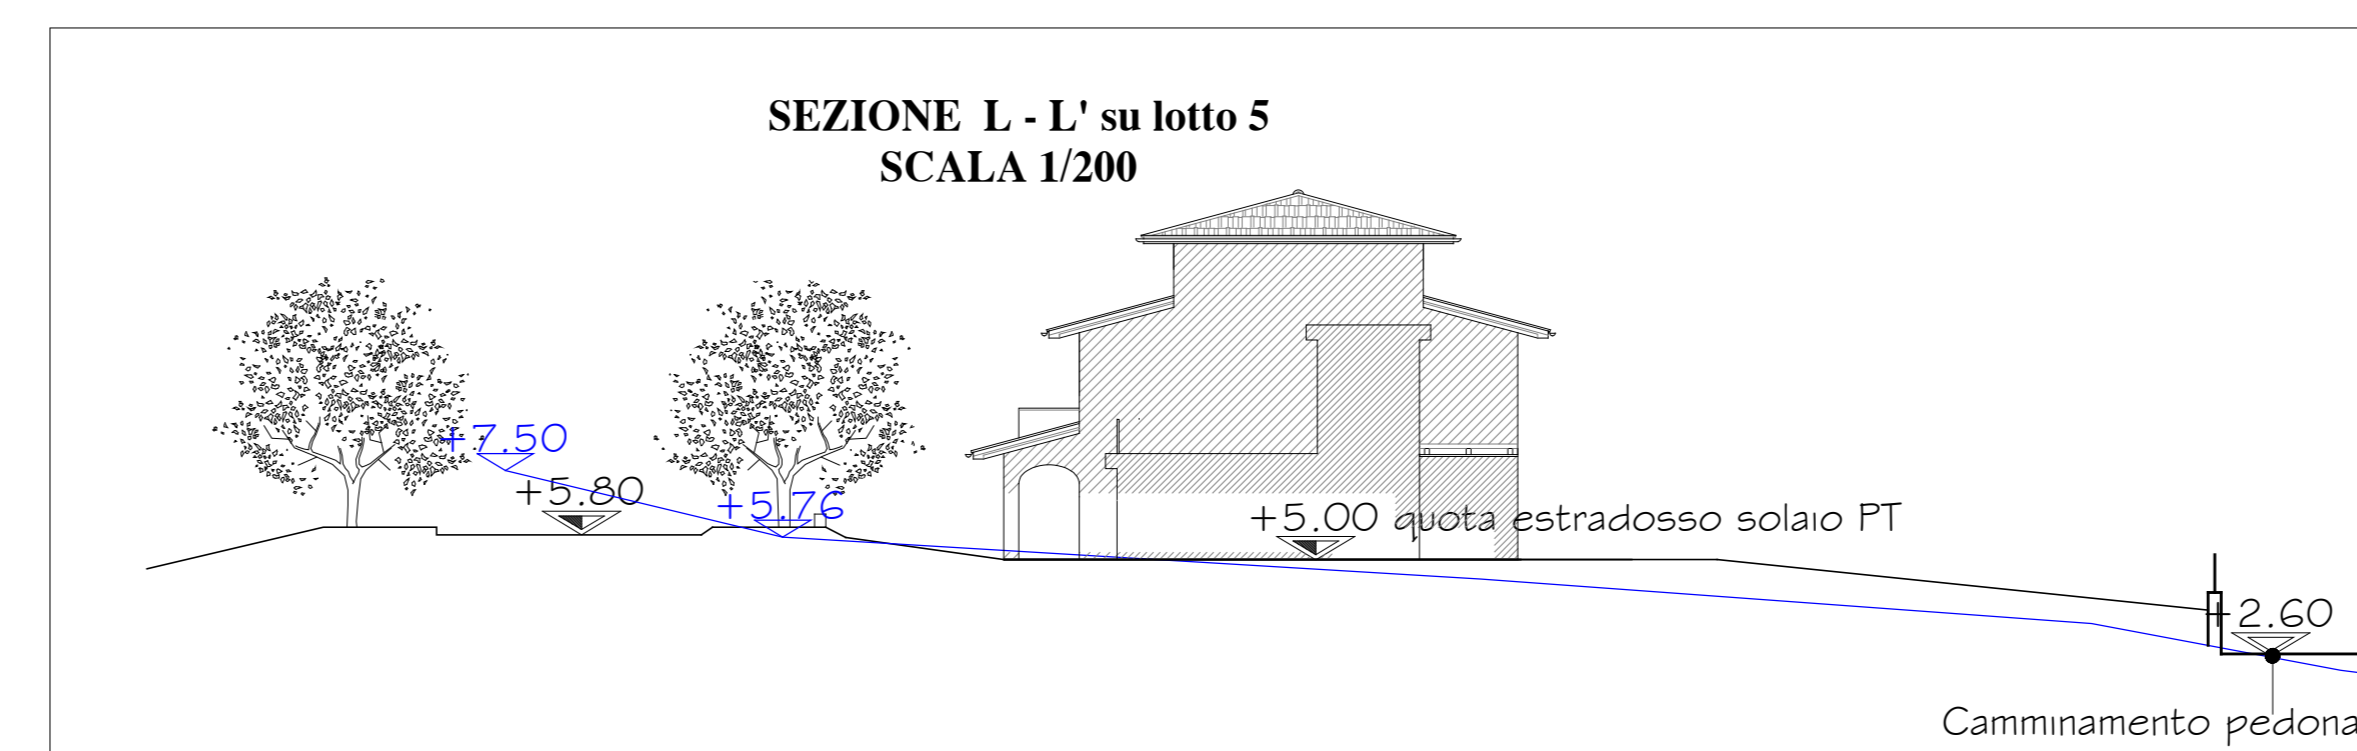 SEZIONE L - L' su lotto 5
SCALA 1/200
+7.50
+5.80
+5.76
+5.00 quota estradosso solaio PT
+2.60
Camminamento pedona